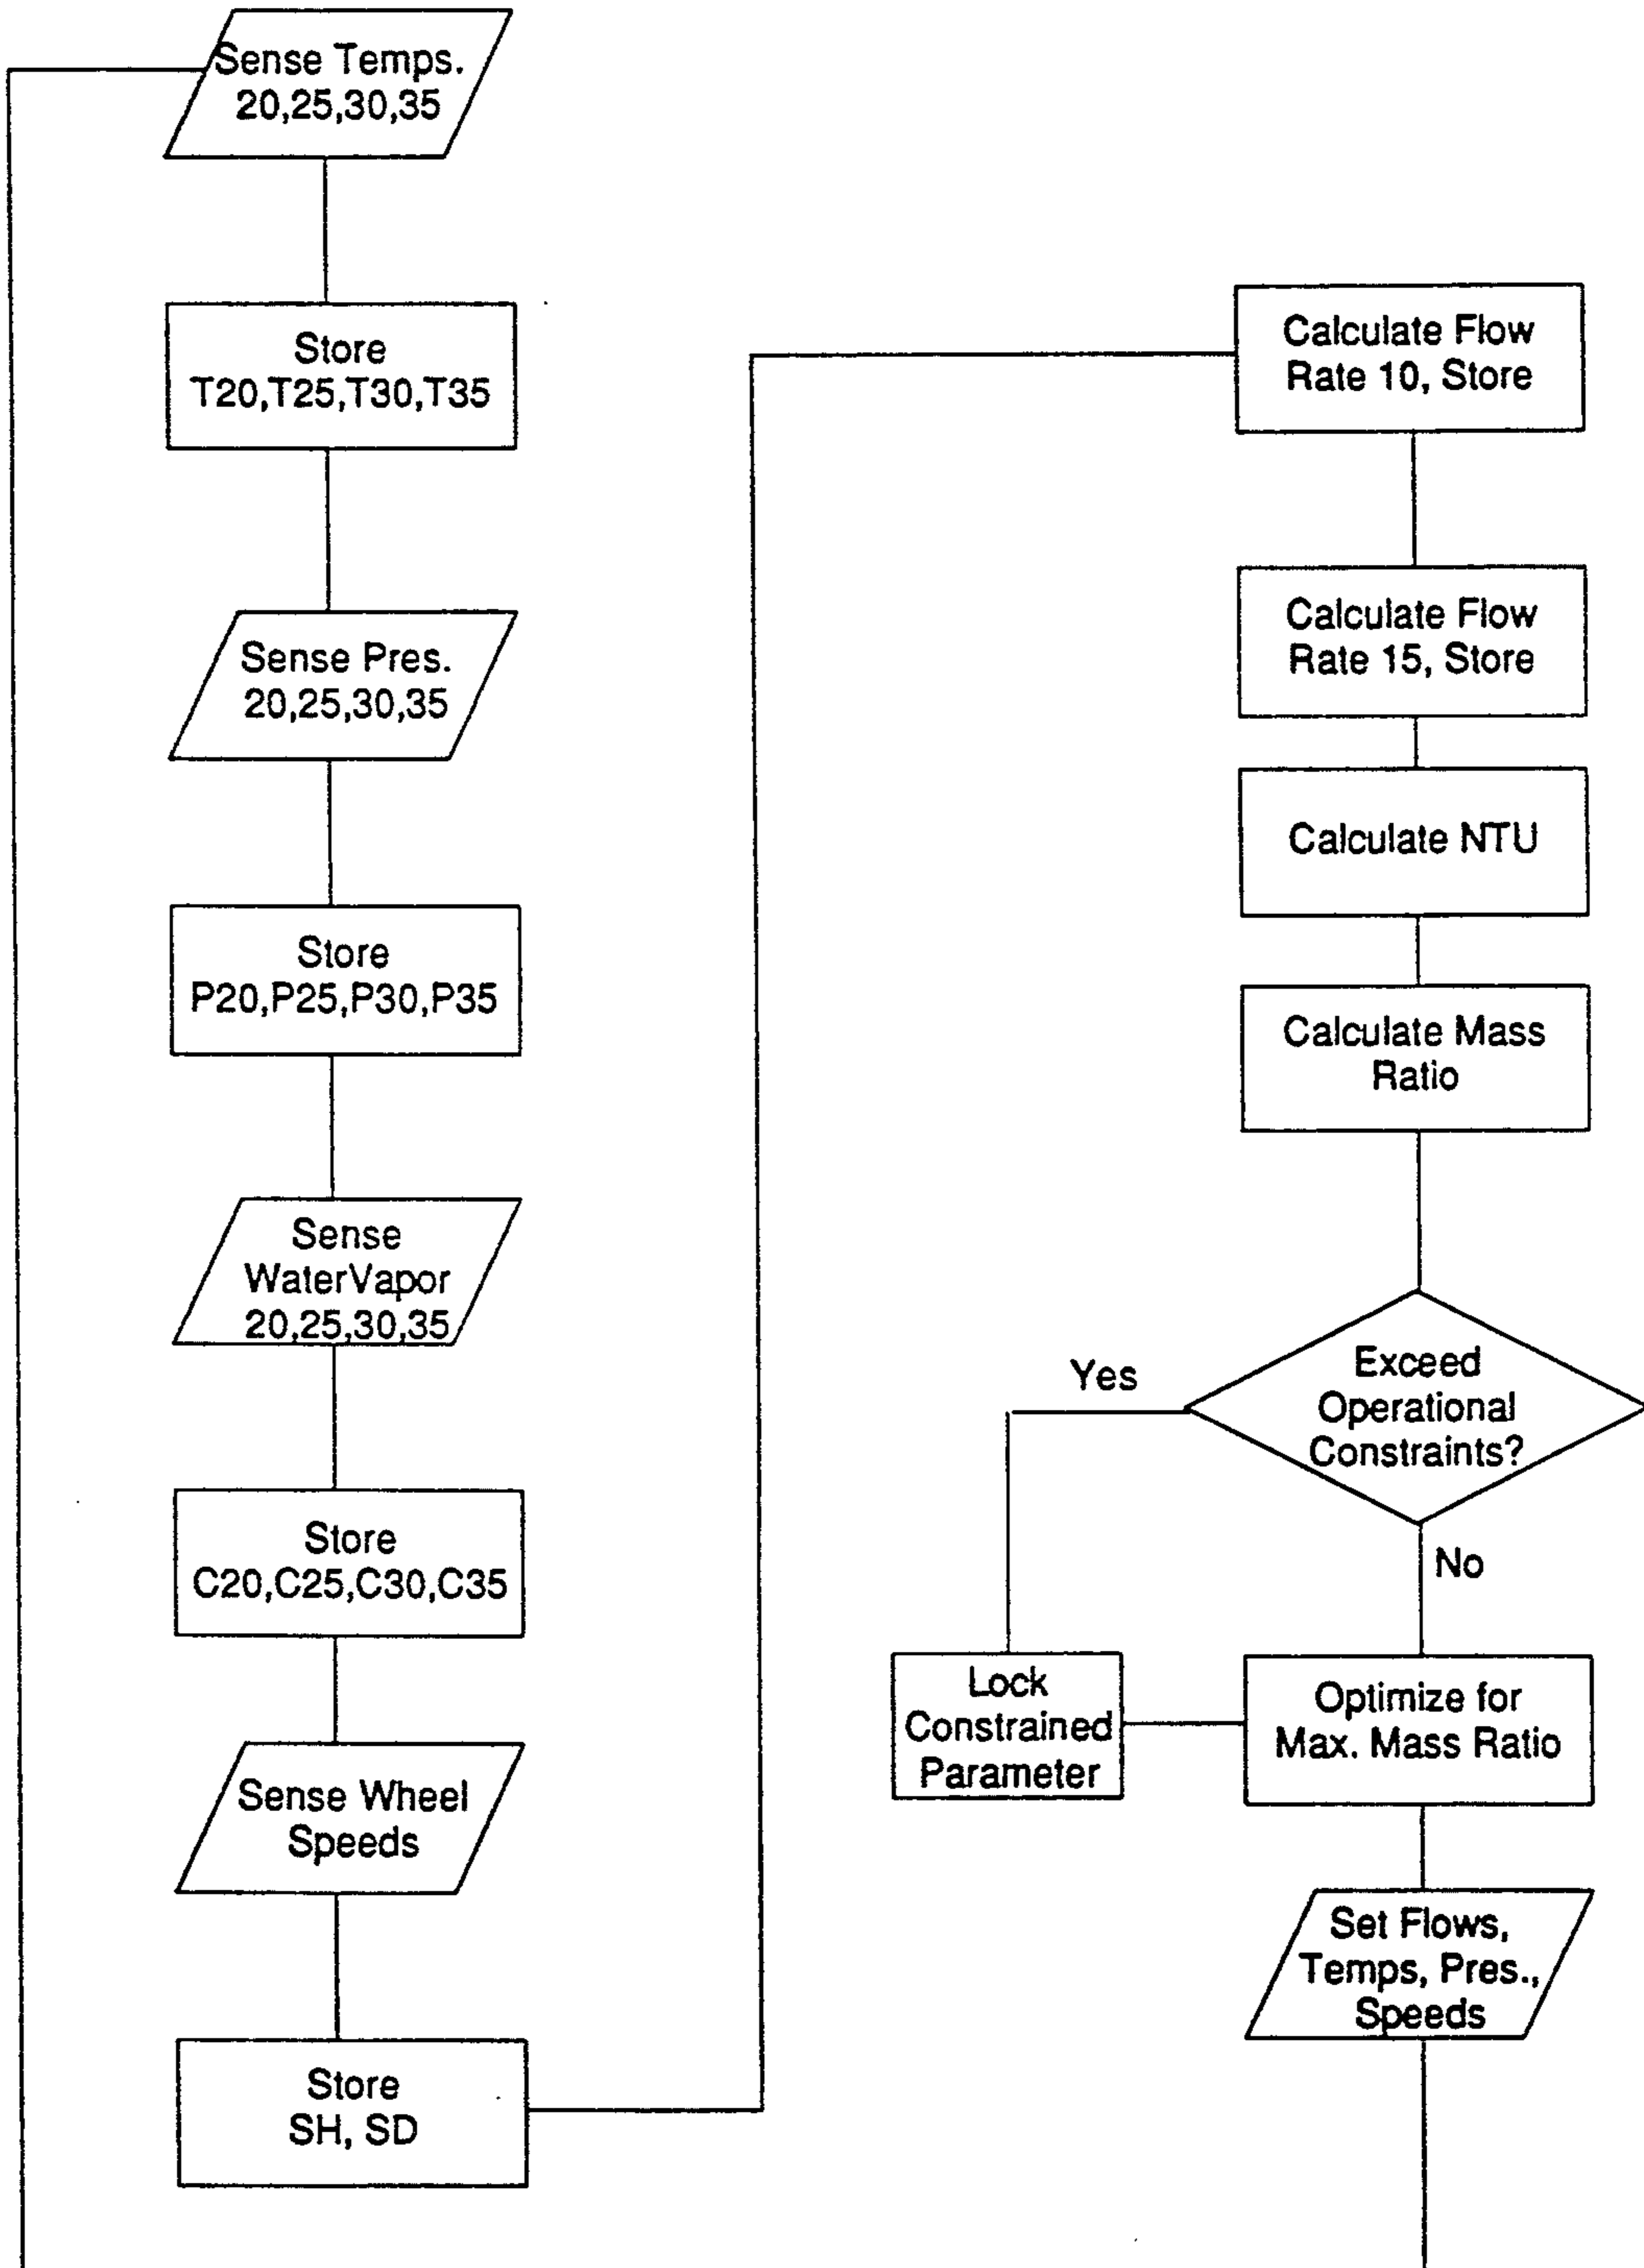 Sense Temps.
20,25,30,35
Store
T20,T25,T30,T35
Sense Pres.
20,25,30,35
Store
P20,P25,P30,P35
Sense
WaterVapor
20,25,30,35
Store
C20,C25,C30,C35
Sense Wheel
Speeds
Store
SH, SD
Calculate Flow
Rate 10, Store
Calculate Flow
Rate 15, Store
Calculate NTU
Calculate Mass
Ratio
Exceed
Operational
Constraints?
Yes
No
Lock
Constrained
Parameter
Optimize for
Max. Mass Ratio
Set Flows,
Temps, Pres.,
Speeds